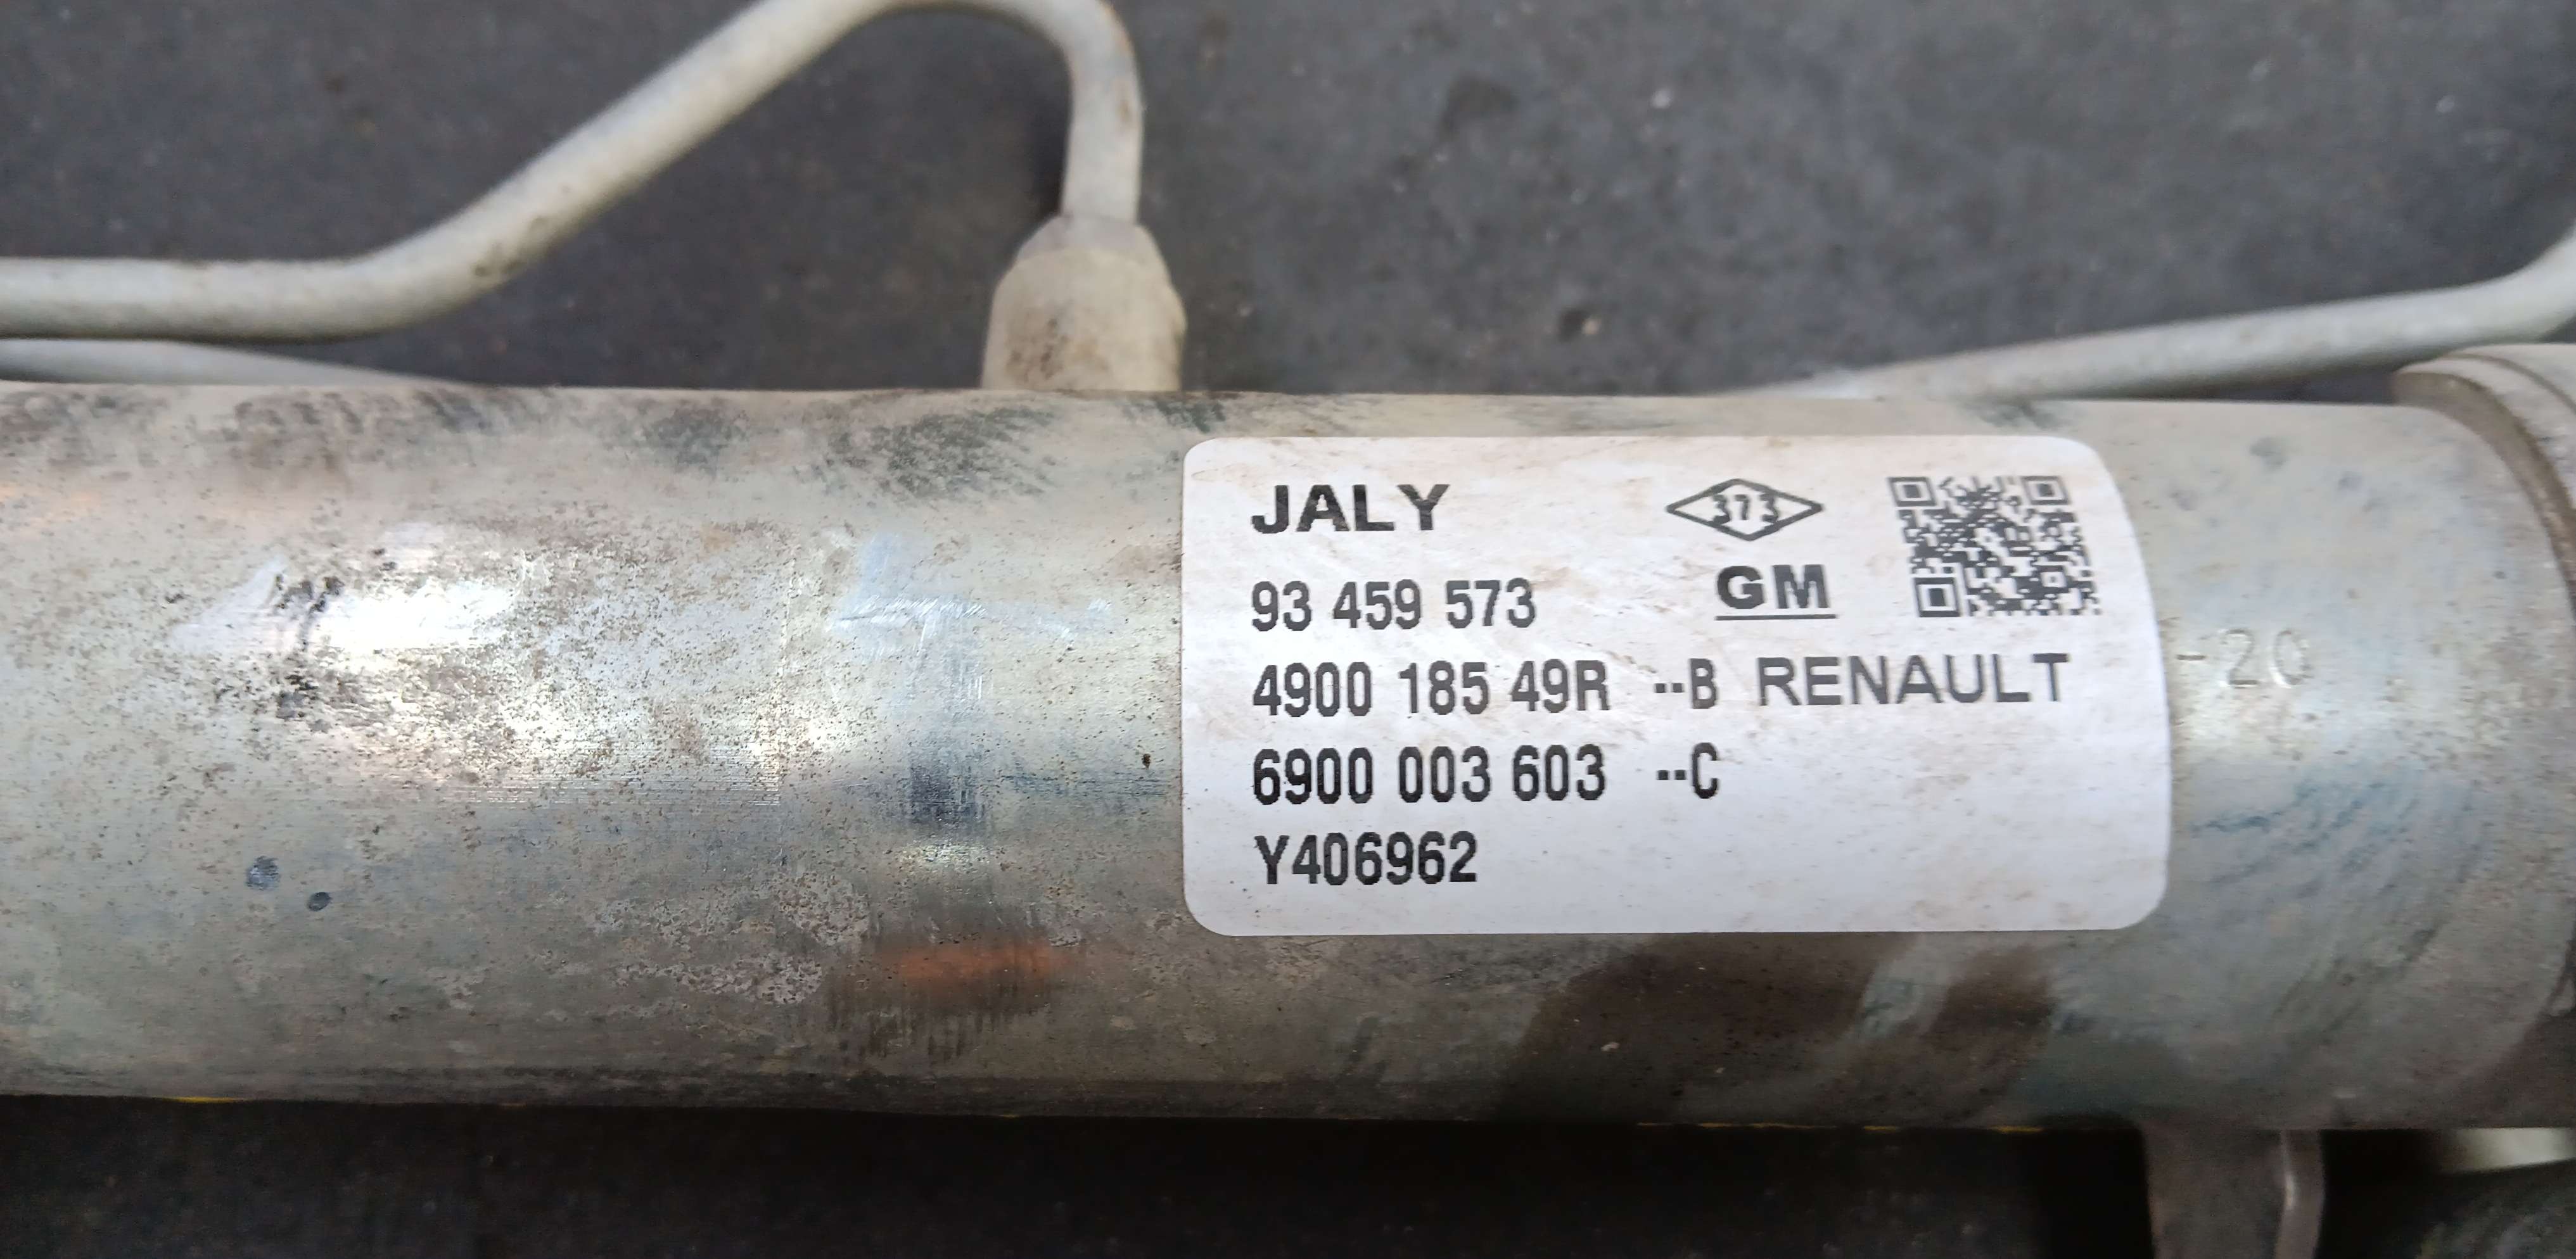 JALY
373
93 459 573
GM
4900 185 49R --B RENAULT
6900 003 603 --C
Y406962
-20